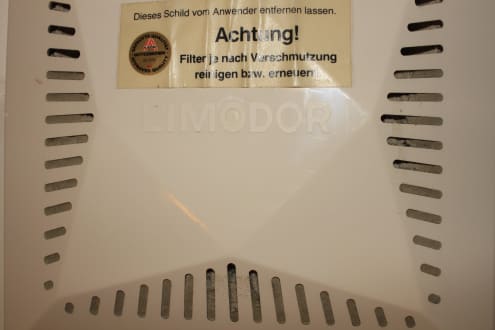 Dieses Schild vom Anwender entfernen lassen.
Achtung!
Filter je nach Verschmutzung
reinigen bzw. erneuern
LIMODOR